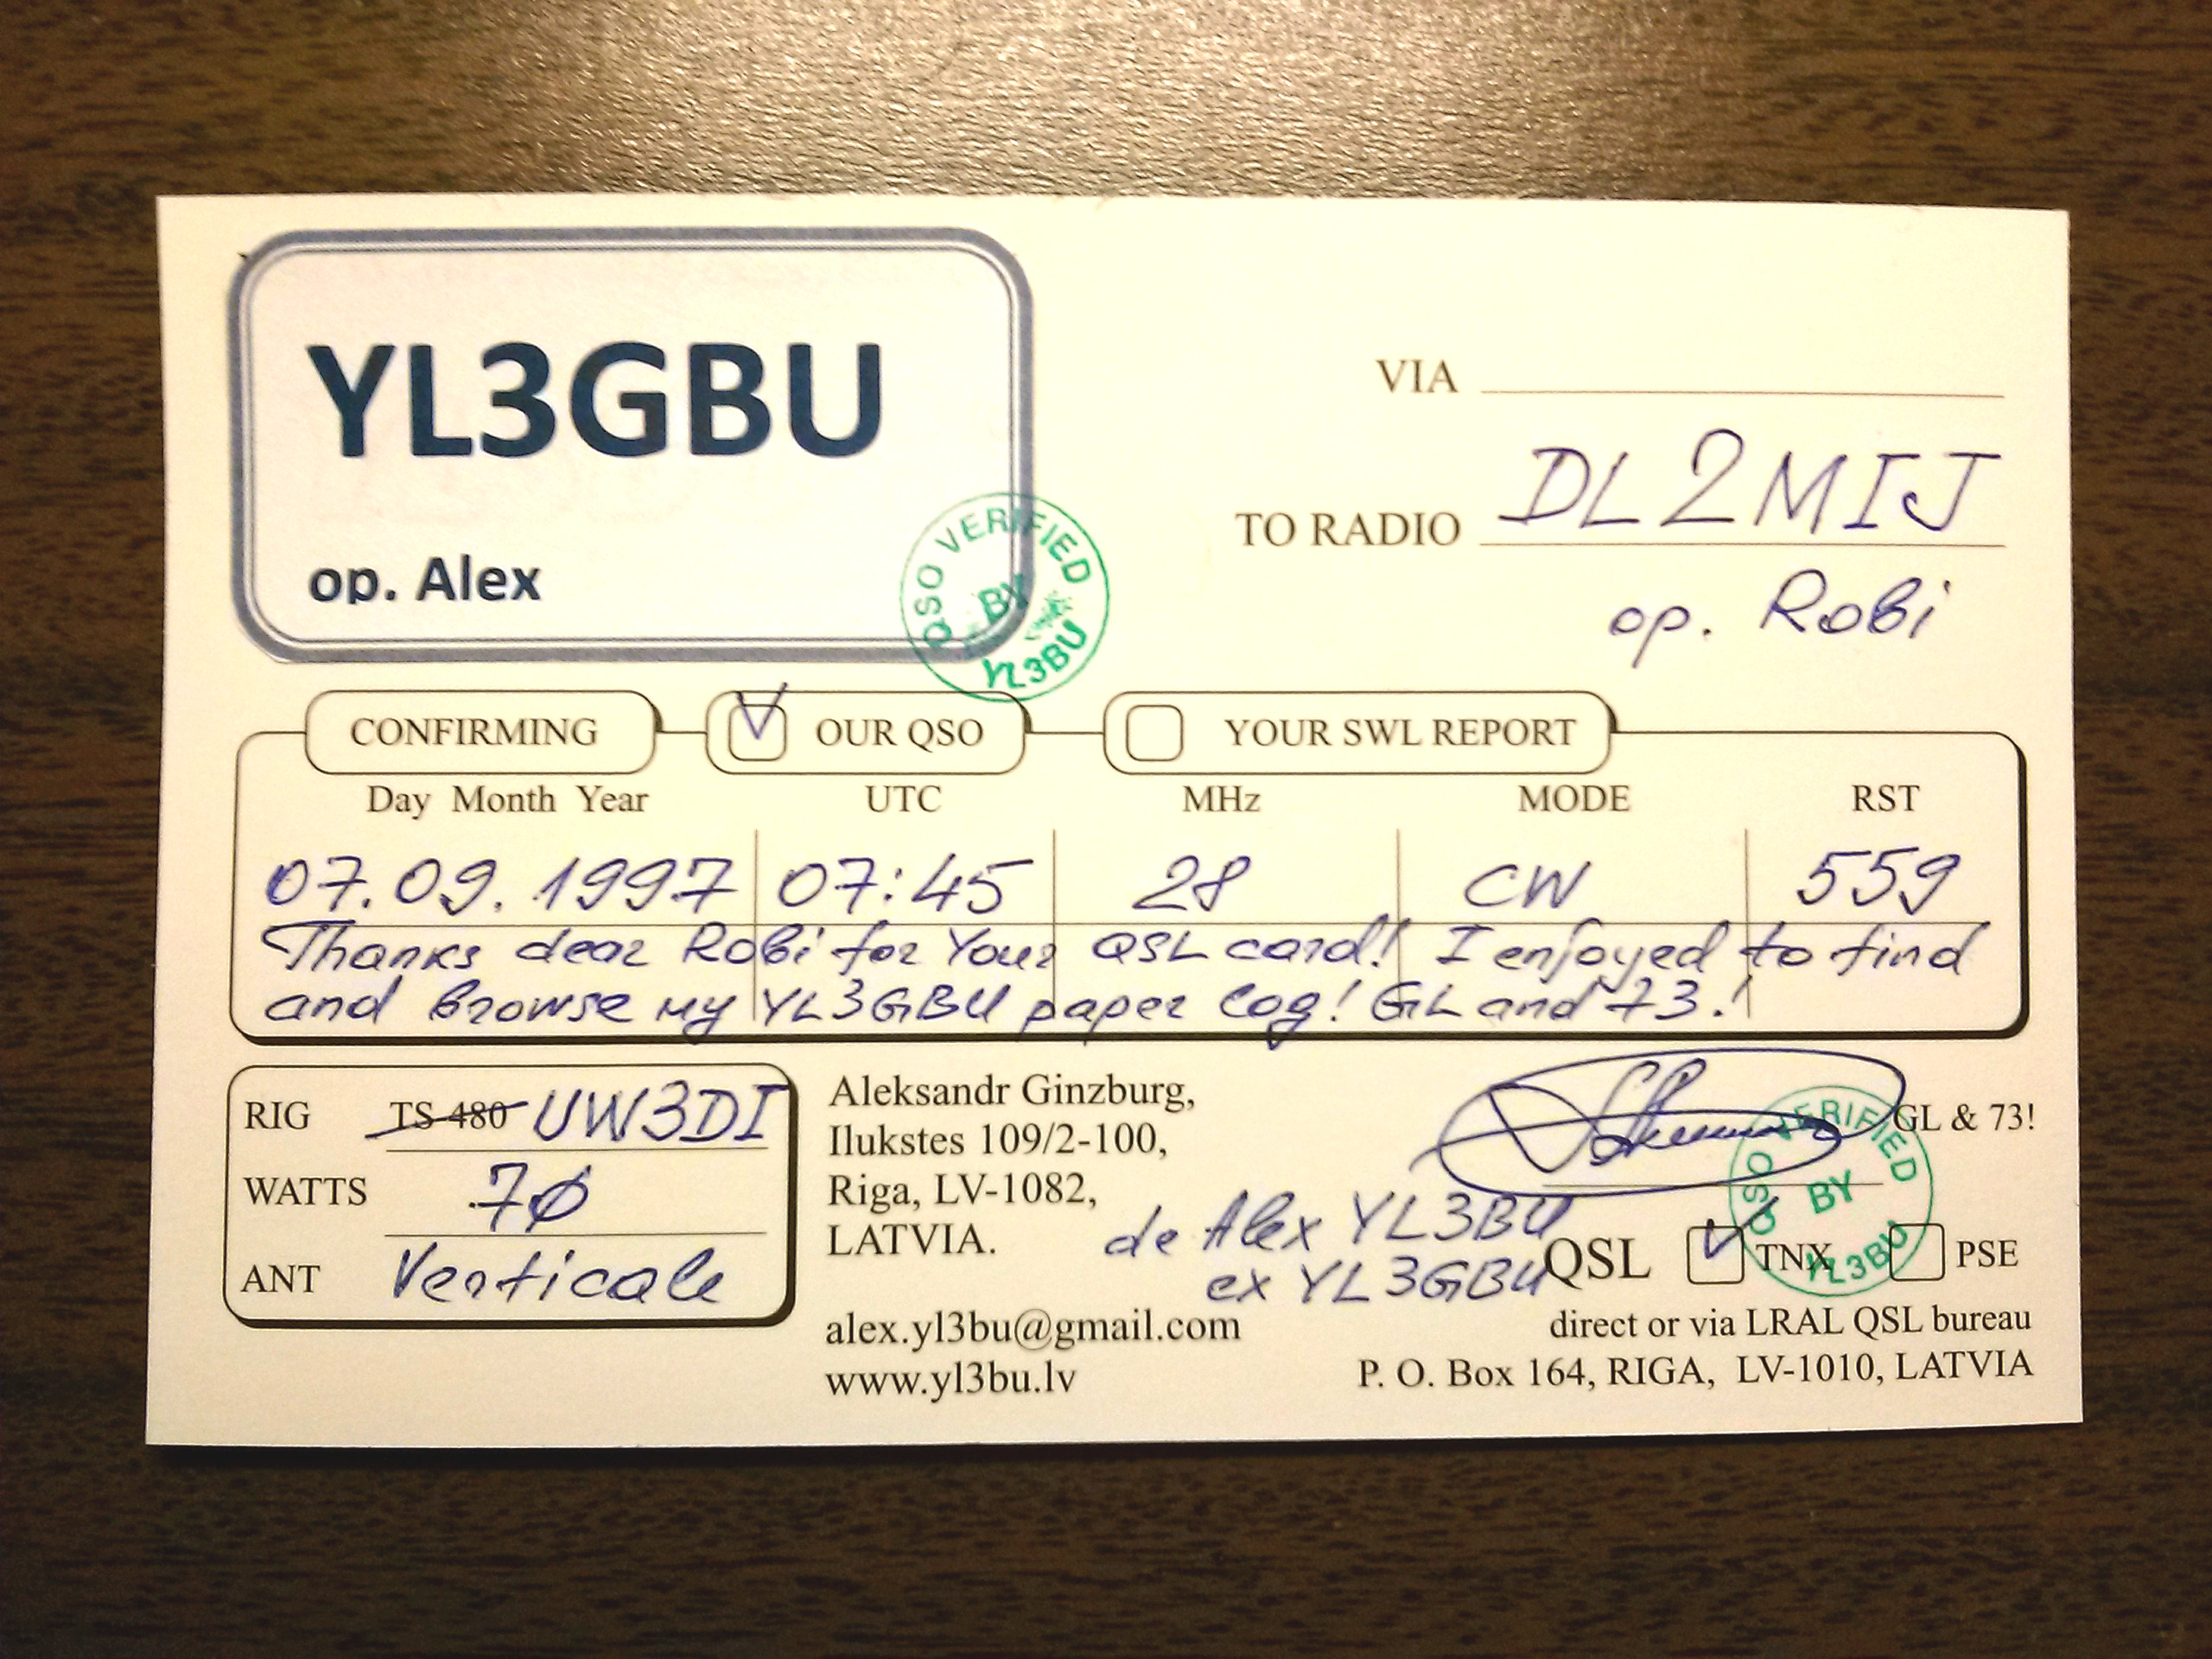 YL3GBU
op. Alex
QSO VERIFIED
BY
YL3BU
VIA
TO RADIO DL2MIJ
op. Robi
CONFIRMING OUR QSO YOUR SWL REPORT
Day Month Year UTC MHz MODE RST
07.09.1997 07:45 28 CW 559
Thanks dear Robi for Your QSL card! I enjoyed to find
and browse my YL3GBU paper log! GL and 73.!
RIG TS-480 UW3DI
WATTS 7Ø
ANT Verticale
Aleksandr Ginzburg,
Ilukstes 109/2-100,
Riga, LV-1082,
LATVIA.
alex.yl3bu@gmail.com
www.yl3bu.lv
de Alex YL3BU
ex YL3GBU
GL & 73!
QSO VERIFIED
BY
YL3BU
QSL TNX PSE
direct or via LRAL QSL bureau
P. O. Box 164, RIGA, LV-1010, LATVIA